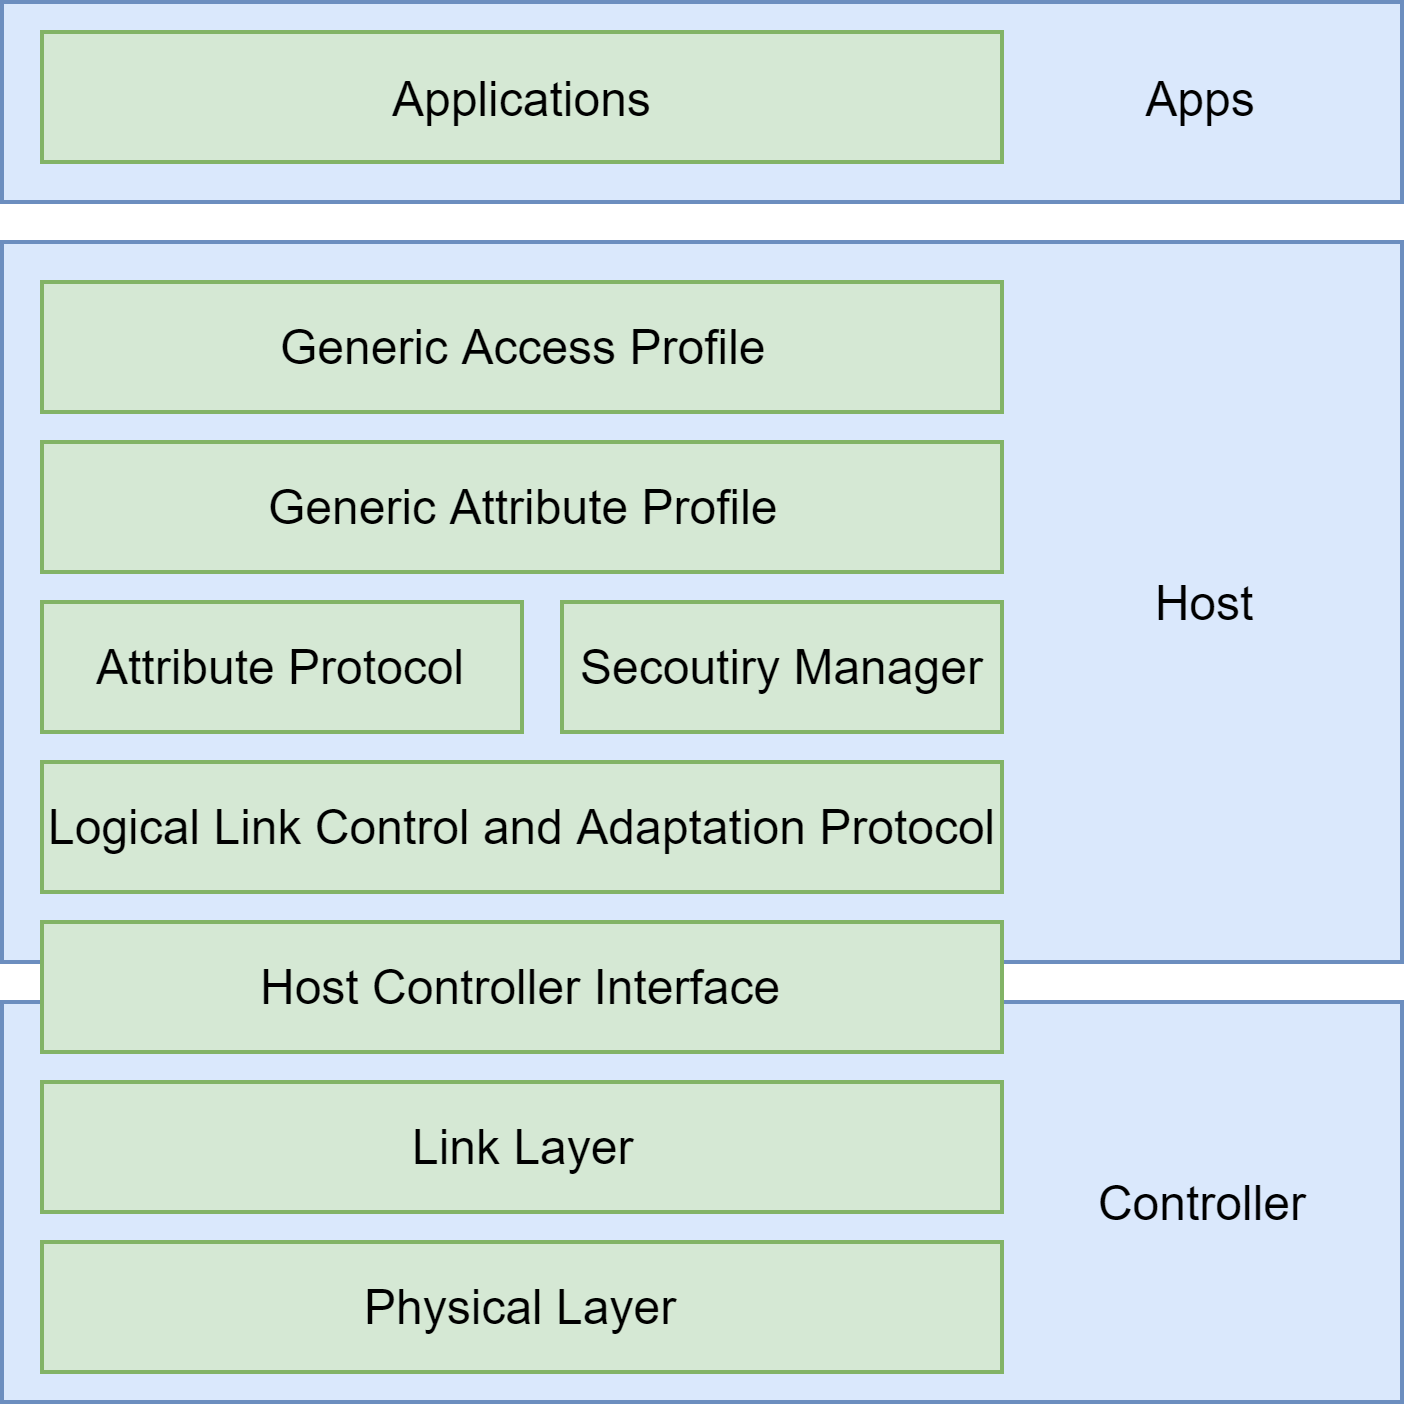 Applications
Apps
Generic Access Profile
Generic Attribute Profile
Host
Attribute Protocol
Secoutiry Manager
Logical Link Control and Adaptation Protocol
Host Controller Interface
Link Layer
Controller
Physical Layer